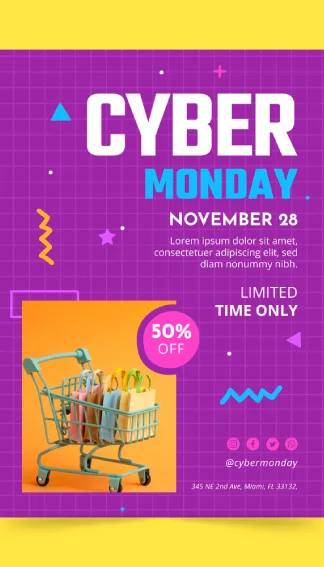 CYBER
MONDAY
NOVEMBER 28
Lorem ipsum dolor sit amet,
consectetuer adipiscing elit, sed
diam nonummy nibh.
LIMITED
TIME ONLY
50%
OFF
@cybermonday
345 NE 2nd Ave, Miami, FL 33132,